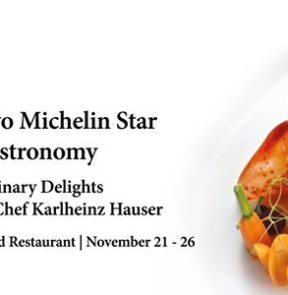 o Michelin Star
stronomy
inary Delights
Chef Karlheinz Hauser
d Restaurant | November 21 - 26